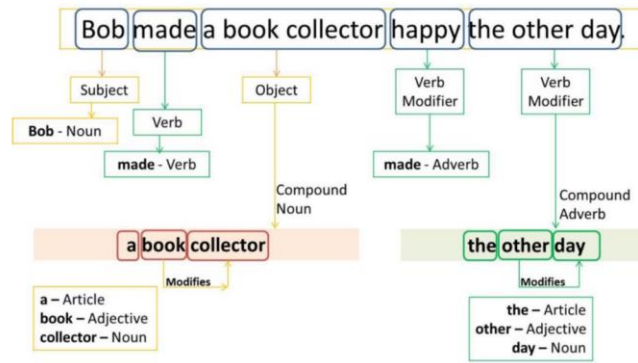 Bob made a book collector happy the other day.
Subject
Object
Verb
Modifier
Verb
Modifier
Bob - Noun
Verb
made - Verb
made - Adverb
Compound
Noun
Compound
Adverb
a book collector
the other day
Modifies
Modifies
a – Article
book – Adjective
collector – Noun
the – Article
other – Adjective
day – Noun